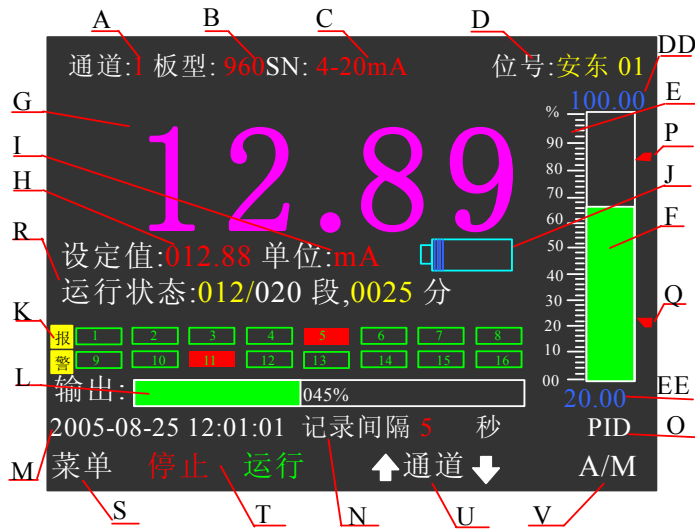 A B C D
DD
通道:1 板型: 960SN: 4-20mA 位号:安东 01
100.00
E
G
%
P
90
I
80
12.89
J
H
70
60
F
设定值:012.88 单位:mA
50
R
运行状态:012/020 段,0025 分
40
30
K
报 1 2 3 4 5 6 7 8
Q
20
警 9 10 11 12 13 14 15 16
10
L
00
输出: 045%
EE
20.00
2005-08-25 12:01:01 记录间隔 5 秒 PID
O
M
菜单 停止 运行 通道 A/M
S T N U V